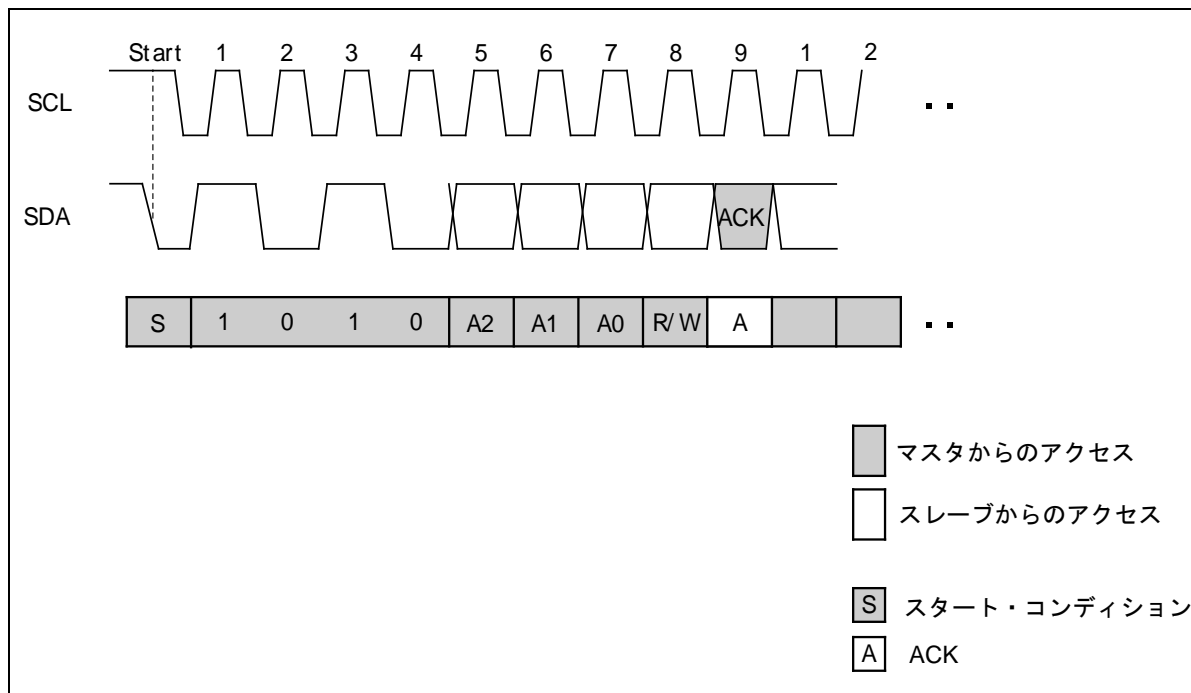 Start 1 2 3 4 5 6 7 8 9 1 2
SCL
‥
SDA
ACK
S 1 0 1 0 A2 A1 A0 R/W A
‥
マスタからのアクセス
スレーブからのアクセス
S スタート・コンディション
A ACK